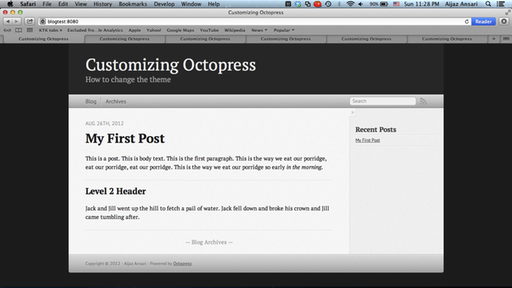 Safari File Edit View History Bookmarks Develop Window Help
90% Sun 11:28 PM Aijaz Ansari
Customizing Octopress
blogtest:8080
Reader
KTK Jobs Excluded fro...le Analytics Apple Yahoo! Google Maps YouTube Wikipedia News Popular
Customizing Octopress Customizing Octopress Customizing Octopress Customizing Octopress Customizing Octopress Customizing Octopress
Customizing Octopress
How to change the theme
Blog Archives Search
AUG 26TH, 2012
My First Post
This is a post. This is body text. This is the first paragraph. This is the way we eat our porridge,
eat our porridge, eat our porridge. This is the way we eat our porridge so early in the morning.
Level 2 Header
Jack and Jill went up the hill to fetch a pail of water. Jack fell down and broke his crown and Jill
came tumbling after.
— Blog Archives —
Recent Posts
My First Post
Copyright © 2012 - Aijaz Ansari - Powered by Octopress